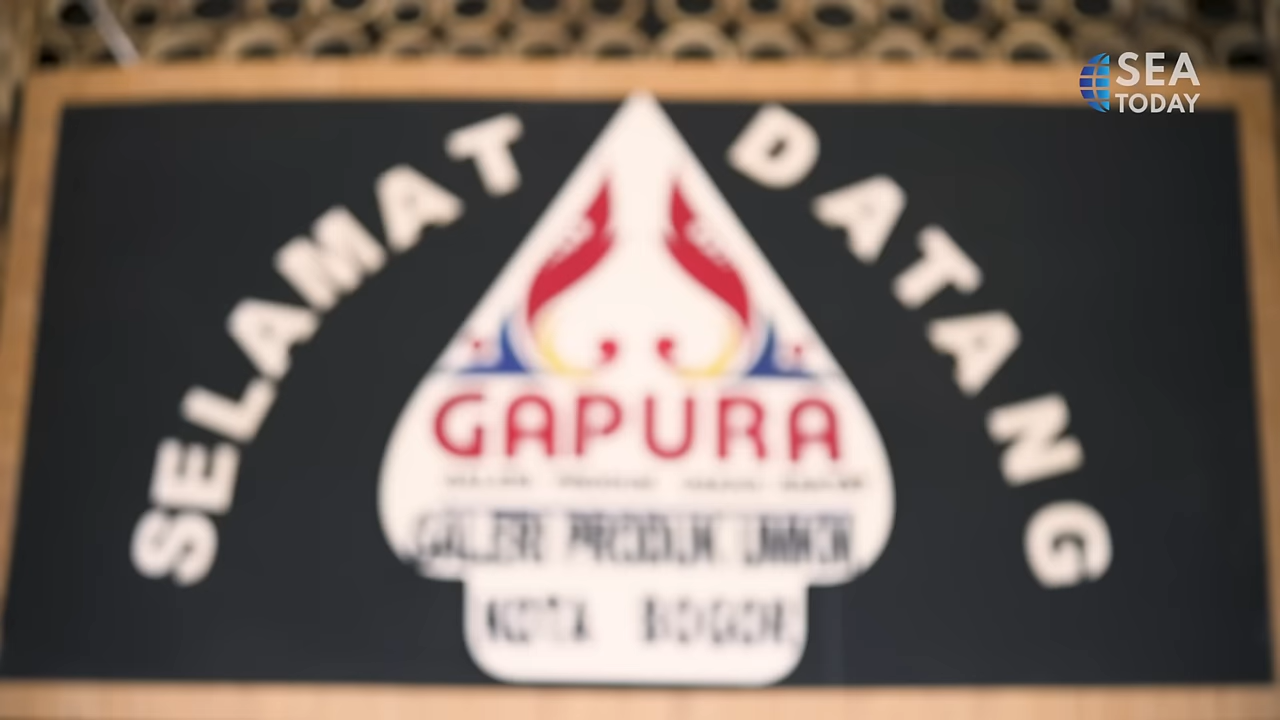 SEA
TODAY
SELAMAT DATANG
GAPURA
GALERI PRODUK UMKM
KOTA BOGOR